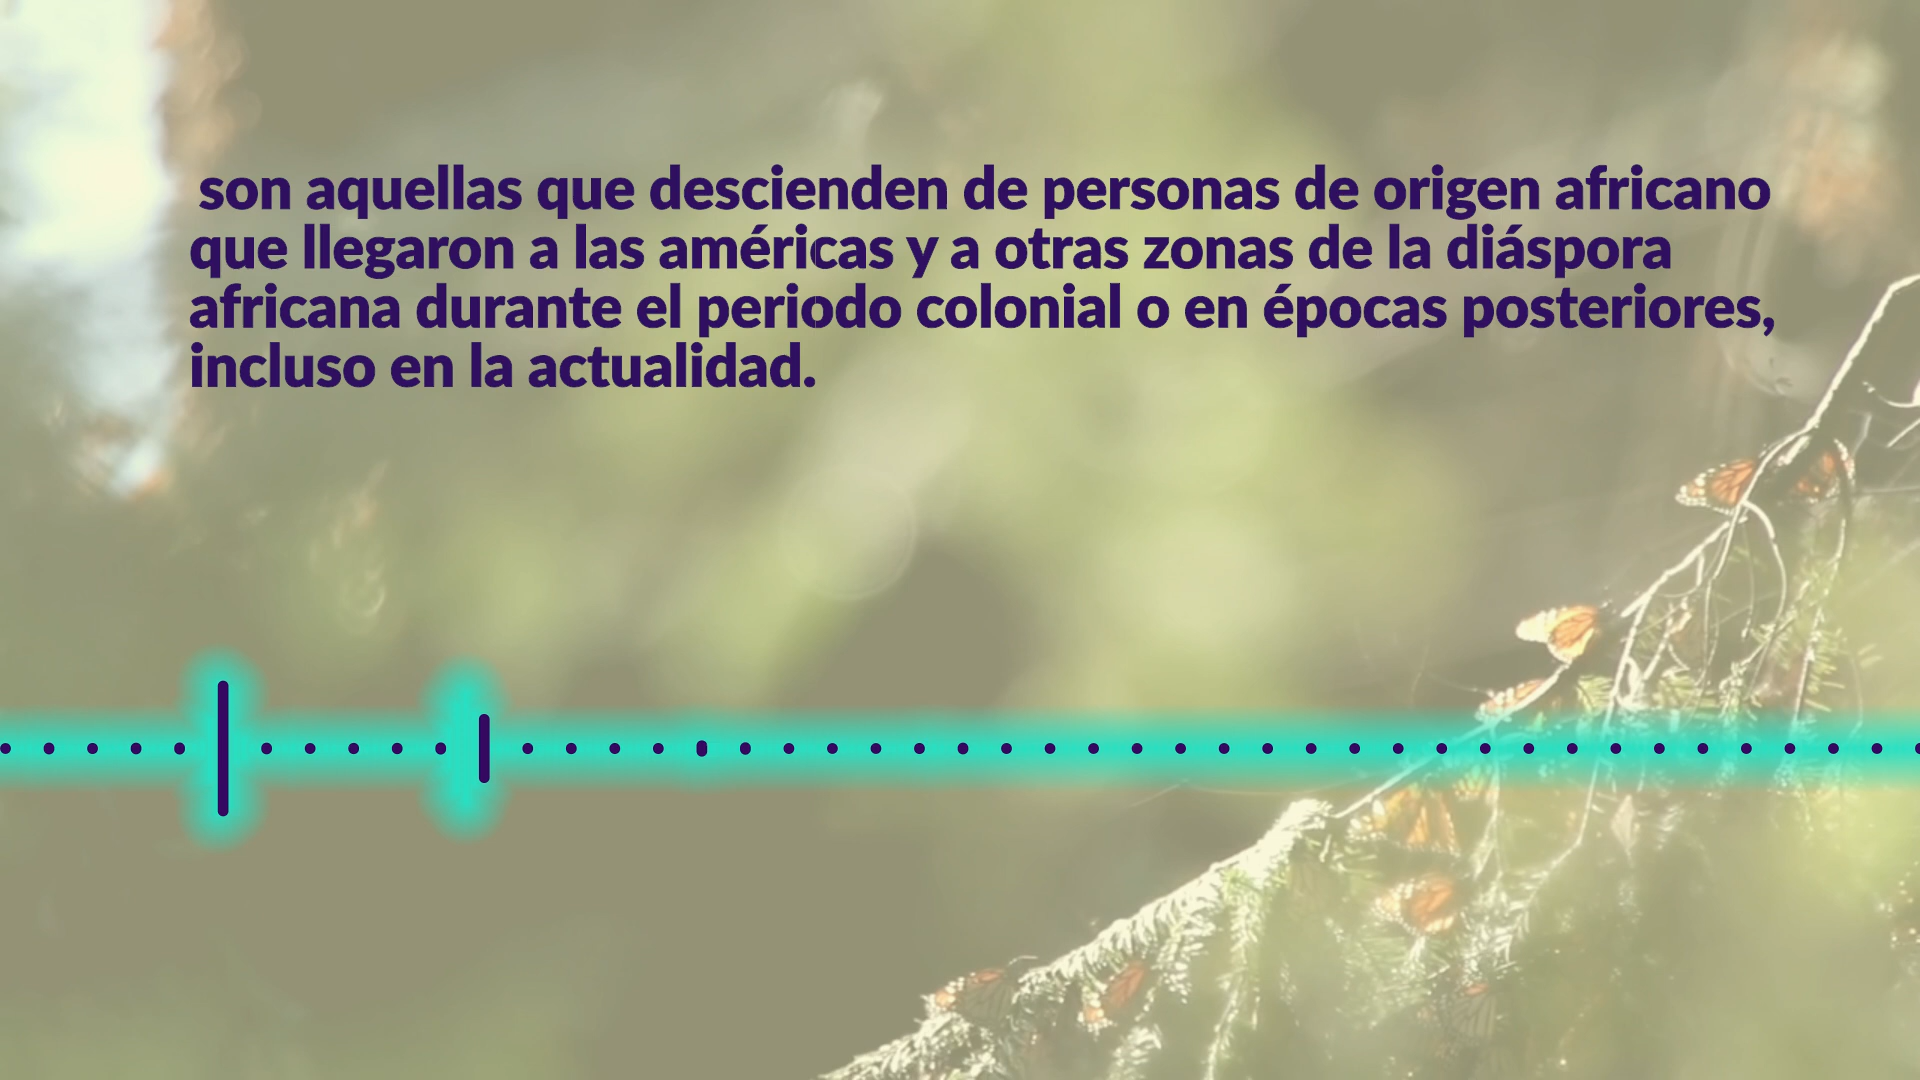 son aquellas que descienden de personas de origen africano
que llegaron a las américas y a otras zonas de la diáspora
africana durante el periodo colonial o en épocas posteriores,
incluso en la actualidad.